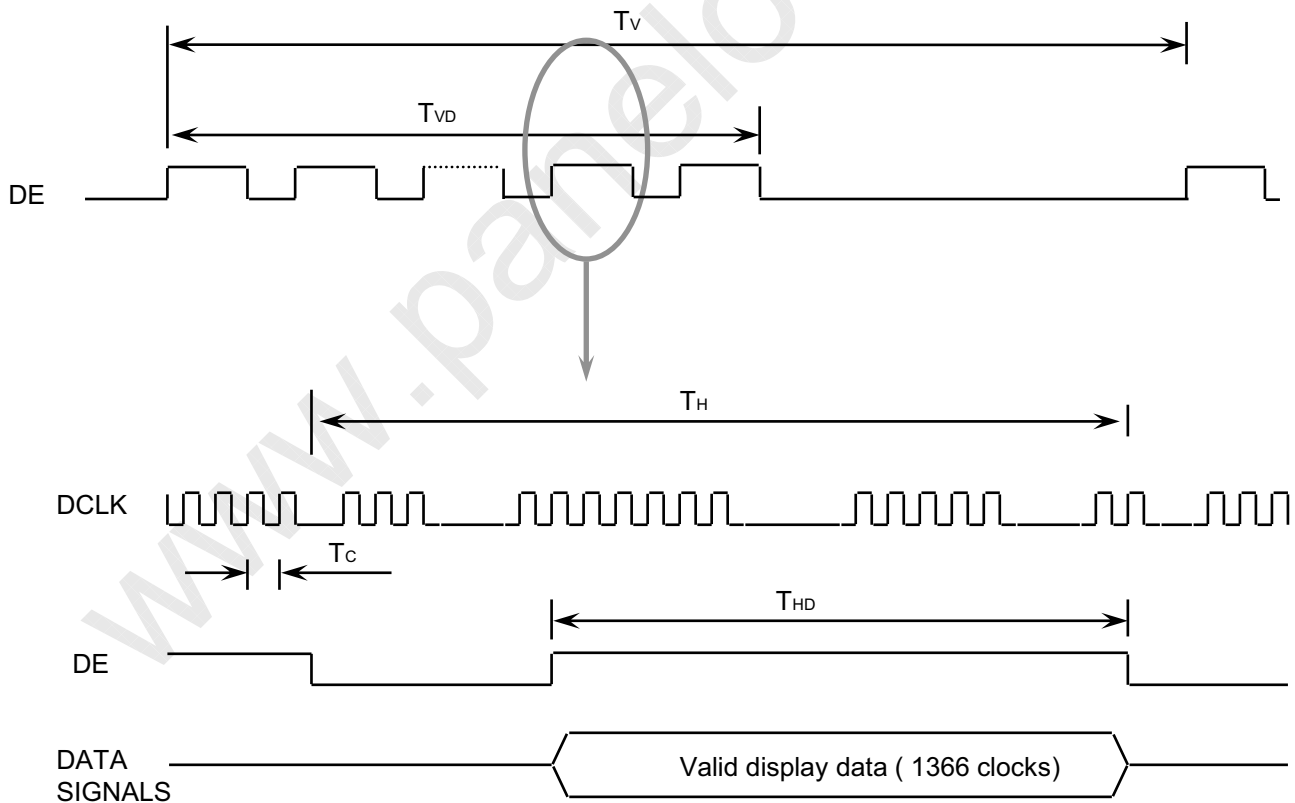 TV
TVD
DE
TH
DCLK
TC
THD
DE
DATA
SIGNALS
Valid display data ( 1366 clocks)
www.panelo